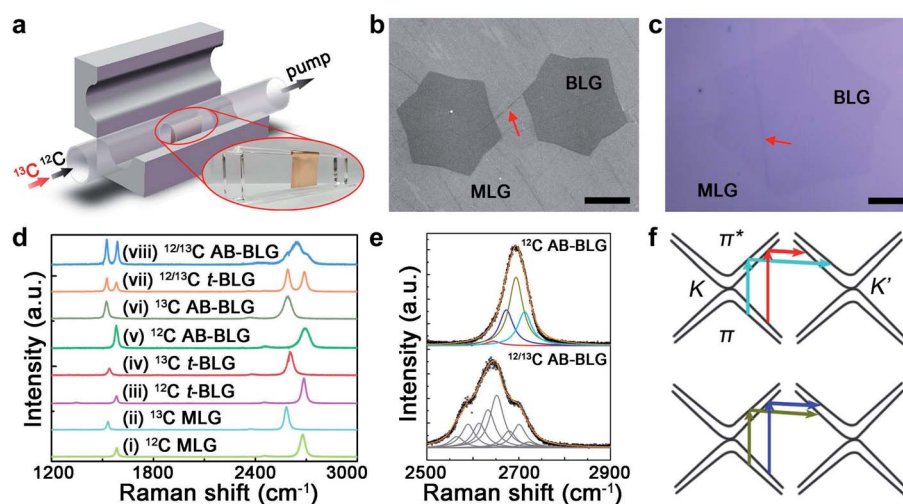 a
pump
¹³C ¹²C
b
BLG
MLG
c
BLG
MLG
d
Intensity (a.u.)
(viii) ¹²/¹³C AB-BLG
(vii) ¹²/¹³C t-BLG
(vi) ¹³C AB-BLG
(v) ¹²C AB-BLG
(iv) ¹³C t-BLG
(iii) ¹²C t-BLG
(ii) ¹³C MLG
(i) ¹²C MLG
1200 1800 2400 3000
Raman shift (cm⁻¹)
e
Intensity (a.u.)
¹²C AB-BLG
¹²/¹³C AB-BLG
2500 2700 2900
Raman shift (cm⁻¹)
f
π*
K K'
π